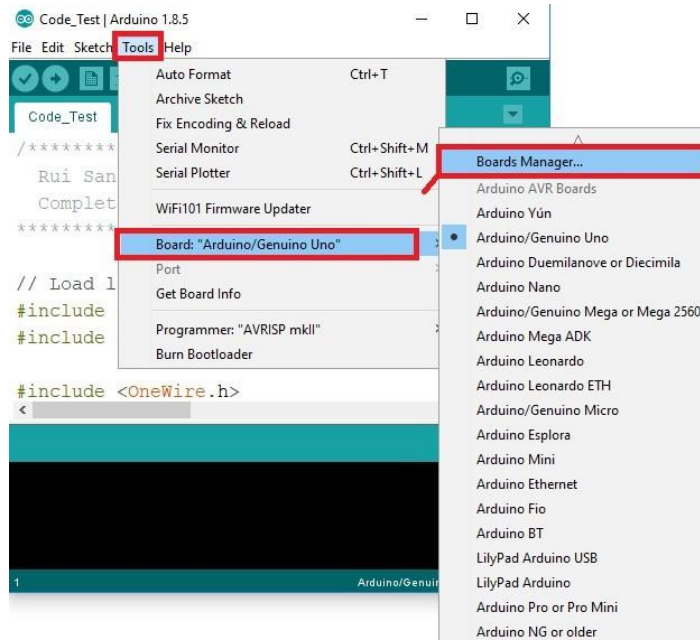 Code_Test | Arduino 1.8.5
File Edit Sketch Tools Help
Code_Test
/********
Rui San
Complet
*********
// Load l
#include
#include
#include <OneWire.h>
Auto Format Ctrl+T
Archive Sketch
Fix Encoding & Reload
Serial Monitor Ctrl+Shift+M
Serial Plotter Ctrl+Shift+L
WiFi101 Firmware Updater
Board: "Arduino/Genuino Uno"
Port
Get Board Info
Programmer: "AVRISP mkII"
Burn Bootloader
Boards Manager...
Arduino AVR Boards
Arduino Yún
Arduino/Genuino Uno
Arduino Duemilanove or Diecimila
Arduino Nano
Arduino/Genuino Mega or Mega 2560
Arduino Mega ADK
Arduino Leonardo
Arduino Leonardo ETH
Arduino/Genuino Micro
Arduino Esplora
Arduino Mini
Arduino Ethernet
Arduino Fio
Arduino BT
LilyPad Arduino USB
LilyPad Arduino
Arduino Pro or Pro Mini
Arduino NG or older
1 Arduino/Genuin